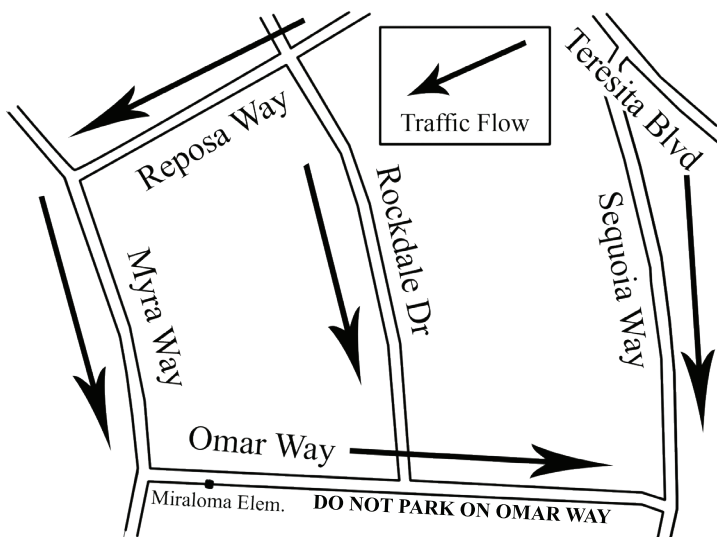 Teresita Blvd
Traffic Flow
Reposa Way
Rockdale Dr
Sequoia Way
Myra Way
Omar Way
Miraloma Elem.
DO NOT PARK ON OMAR WAY